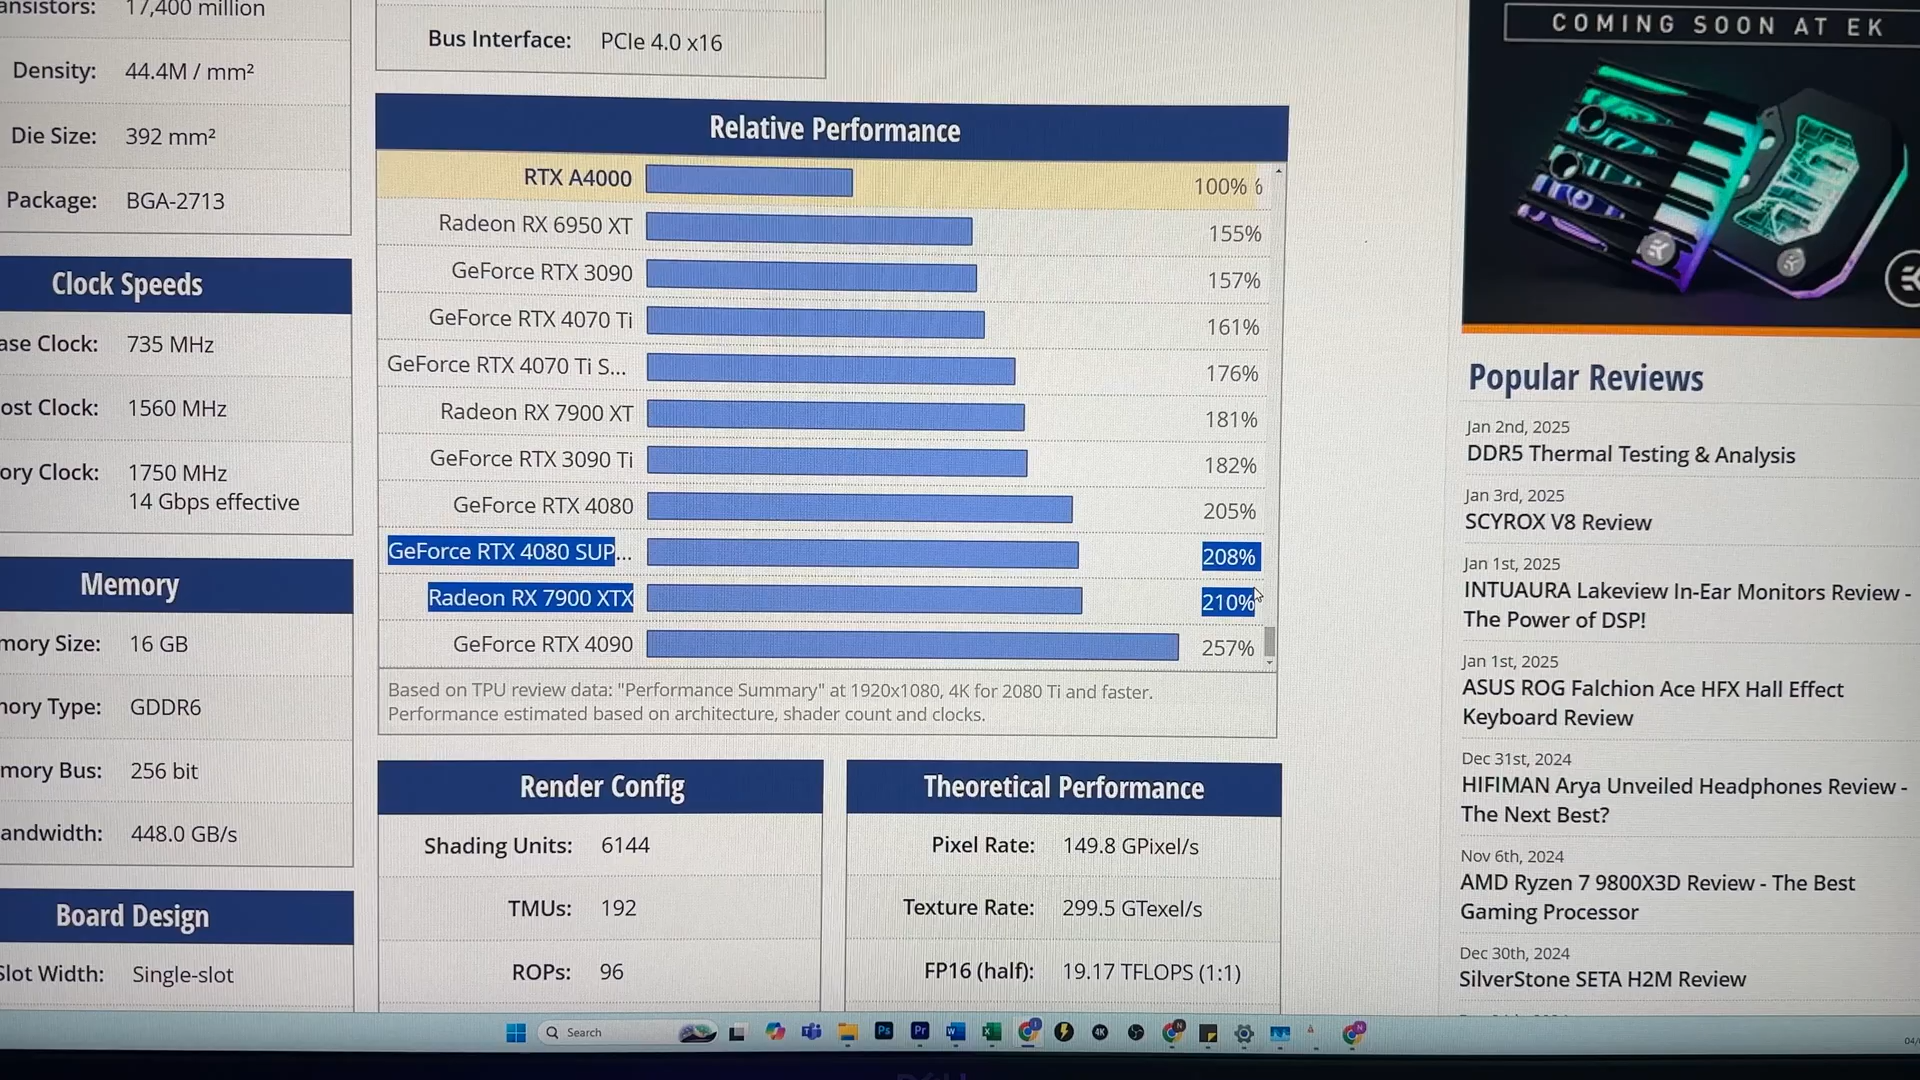 ansistors: 17,400 million
Density: 44.4M / mm²
Die Size: 392 mm²
Package: BGA-2713
Clock Speeds
ase Clock: 735 MHz
ost Clock: 1560 MHz
ory Clock: 1750 MHz
14 Gbps effective
Memory
mory Size: 16 GB
mory Type: GDDR6
mory Bus: 256 bit
andwidth: 448.0 GB/s
Board Design
Slot Width: Single-slot
Bus Interface: PCIe 4.0 x16
Relative Performance
RTX A4000 100%
Radeon RX 6950 XT 155%
GeForce RTX 3090 157%
GeForce RTX 4070 Ti 161%
GeForce RTX 4070 Ti S... 176%
Radeon RX 7900 XT 181%
GeForce RTX 3090 Ti 182%
GeForce RTX 4080 205%
GeForce RTX 4080 SUP... 208%
Radeon RX 7900 XTX 210%
GeForce RTX 4090 257%
Based on TPU review data: "Performance Summary" at 1920x1080, 4K for 2080 Ti and faster.
Performance estimated based on architecture, shader count and clocks.
Render Config
Shading Units: 6144
TMUs: 192
ROPs: 96
Theoretical Performance
Pixel Rate: 149.8 GPixel/s
Texture Rate: 299.5 GTexel/s
FP16 (half): 19.17 TFLOPS (1:1)
COMING SOON AT EK
Popular Reviews
Jan 2nd, 2025
DDR5 Thermal Testing & Analysis
Jan 3rd, 2025
SCYROX V8 Review
Jan 1st, 2025
INTUAURA Lakeview In-Ear Monitors Review -
The Power of DSP!
Jan 1st, 2025
ASUS ROG Falchion Ace HFX Hall Effect
Keyboard Review
Dec 31st, 2024
HIFIMAN Arya Unveiled Headphones Review -
The Next Best?
Nov 6th, 2024
AMD Ryzen 7 9800X3D Review - The Best
Gaming Processor
Dec 30th, 2024
SilverStone SETA H2M Review
Search
Ps
Pr
W
X
4K
04/